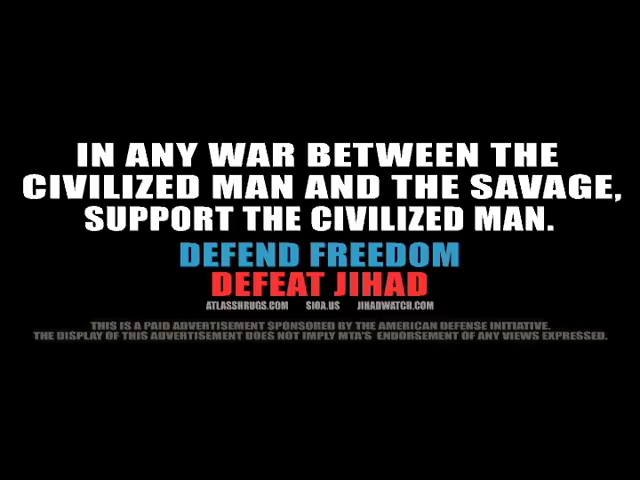 IN ANY WAR BETWEEN THE
CIVILIZED MAN AND THE SAVAGE,
SUPPORT THE CIVILIZED MAN.
DEFEND FREEDOM
DEFEAT JIHAD
ATLASSHRUGS.COM SIOA.US JIHADWATCH.COM
THIS IS A PAID ADVERTISEMENT SPONSORED BY THE AMERICAN DEFENSE INITIATIVE.
THE DISPLAY OF THIS ADVERTISEMENT DOES NOT IMPLY MTA'S ENDORSEMENT OF ANY VIEWS EXPRESSED.